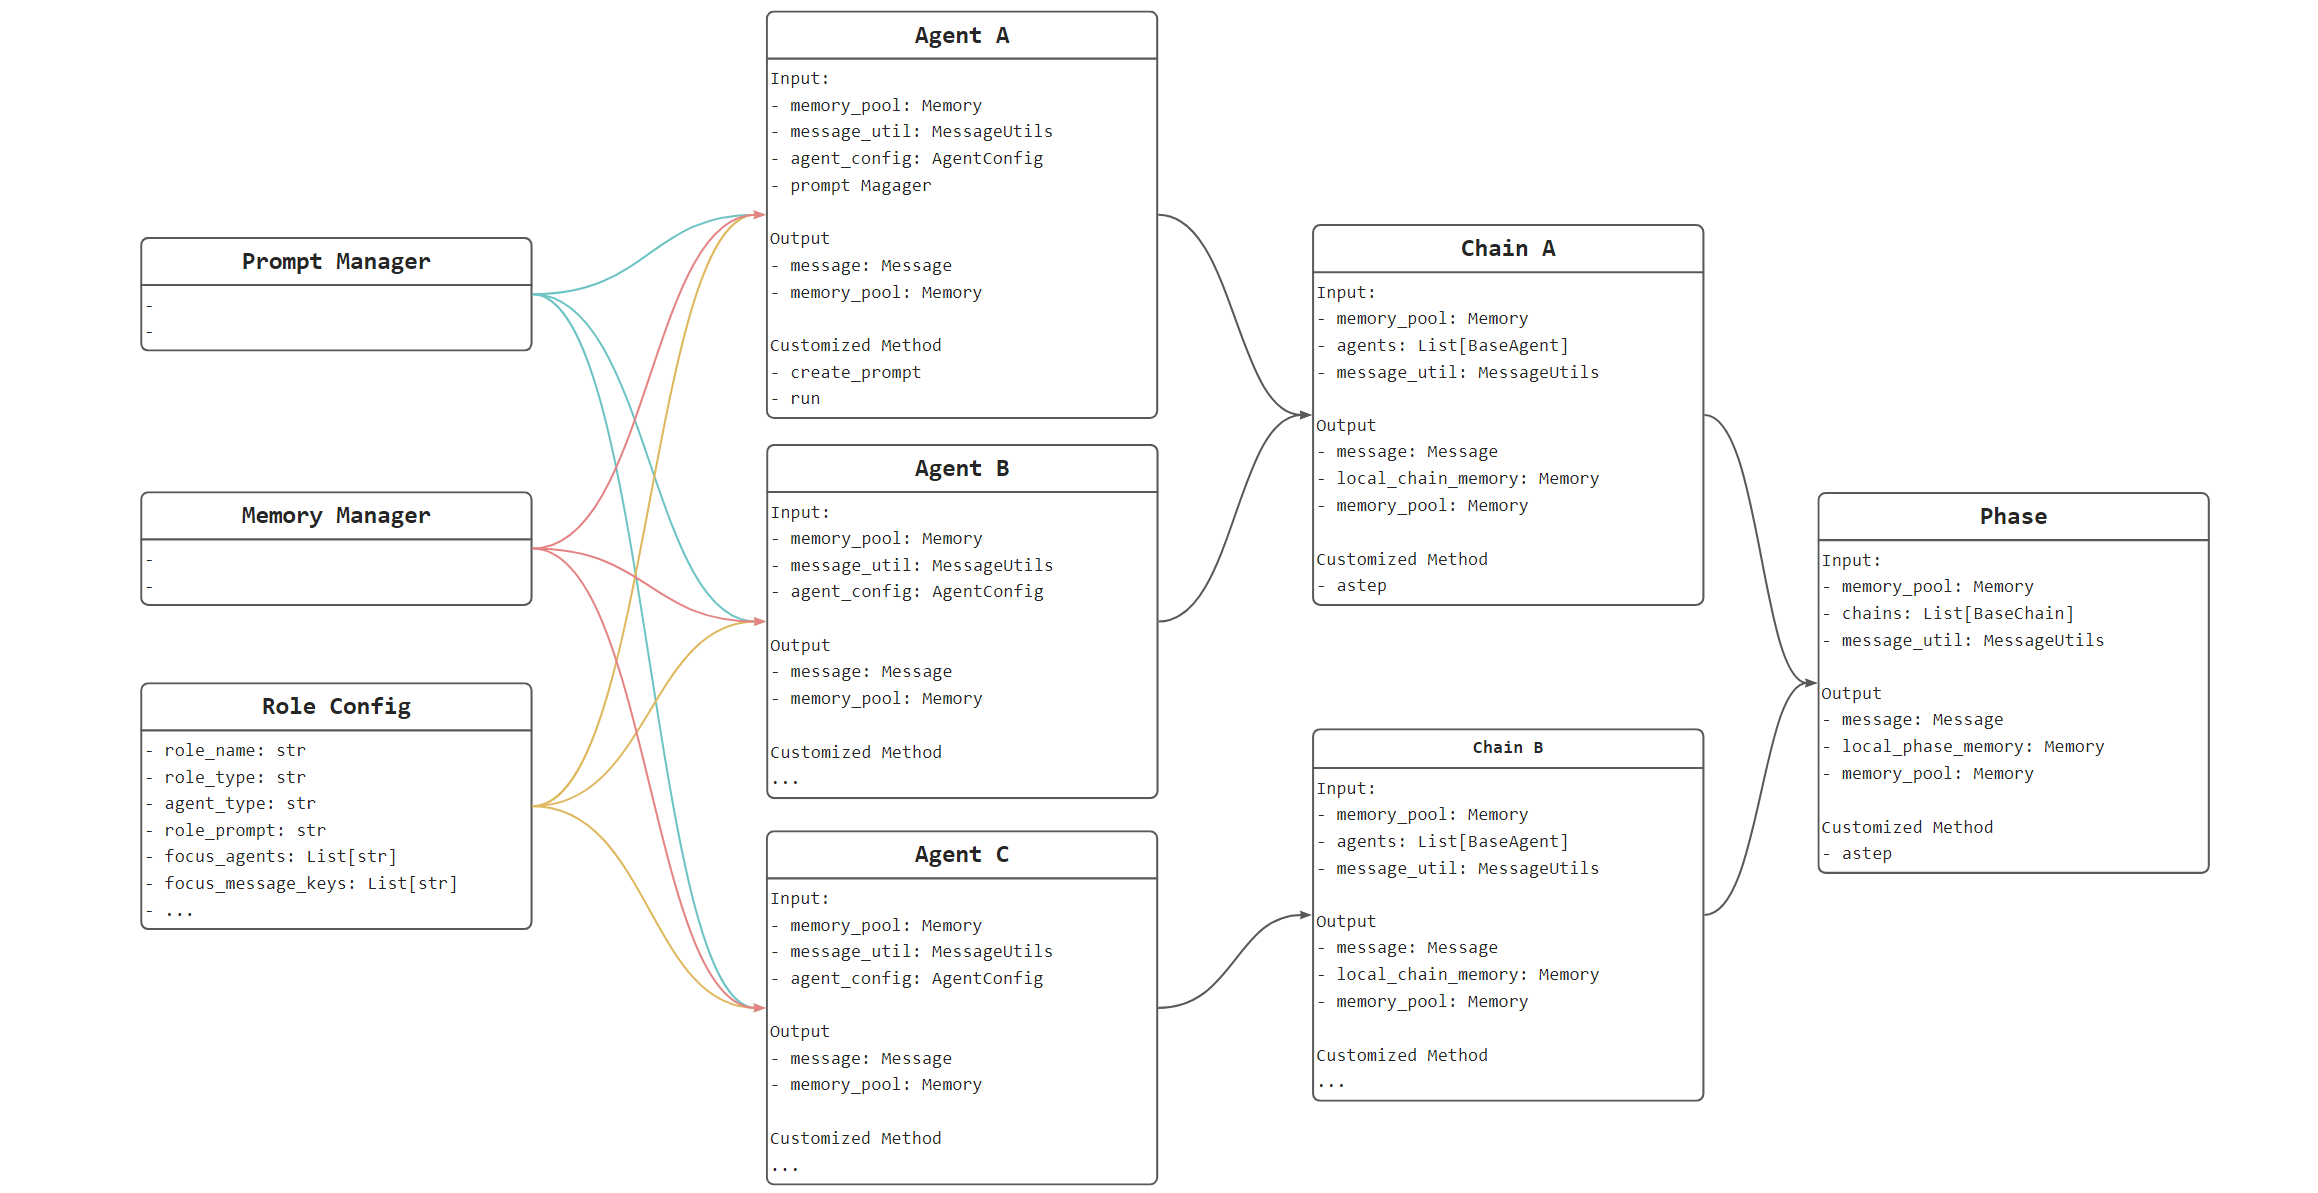 Prompt Manager
-
-
Memory Manager
-
-
Role Config
- role_name: str
- role_type: str
- agent_type: str
- role_prompt: str
- focus_agents: List[str]
- focus_message_keys: List[str]
- ...
Agent A
Input:
- memory_pool: Memory
- message_util: MessageUtils
- agent_config: AgentConfig
- prompt Magager
Output
- message: Message
- memory_pool: Memory
Customized Method
- create_prompt
- run
Agent B
Input:
- memory_pool: Memory
- message_util: MessageUtils
- agent_config: AgentConfig
Output
- message: Message
- memory_pool: Memory
Customized Method
...
Agent C
Input:
- memory_pool: Memory
- message_util: MessageUtils
- agent_config: AgentConfig
Output
- message: Message
- memory_pool: Memory
Customized Method
...
Chain A
Input:
- memory_pool: Memory
- agents: List[BaseAgent]
- message_util: MessageUtils
Output
- message: Message
- local_chain_memory: Memory
- memory_pool: Memory
Customized Method
- astep
Chain B
Input:
- memory_pool: Memory
- agents: List[BaseAgent]
- message_util: MessageUtils
Output
- message: Message
- local_chain_memory: Memory
- memory_pool: Memory
Customized Method
...
Phase
Input:
- memory_pool: Memory
- chains: List[BaseChain]
- message_util: MessageUtils
Output
- message: Message
- local_phase_memory: Memory
- memory_pool: Memory
Customized Method
- astep